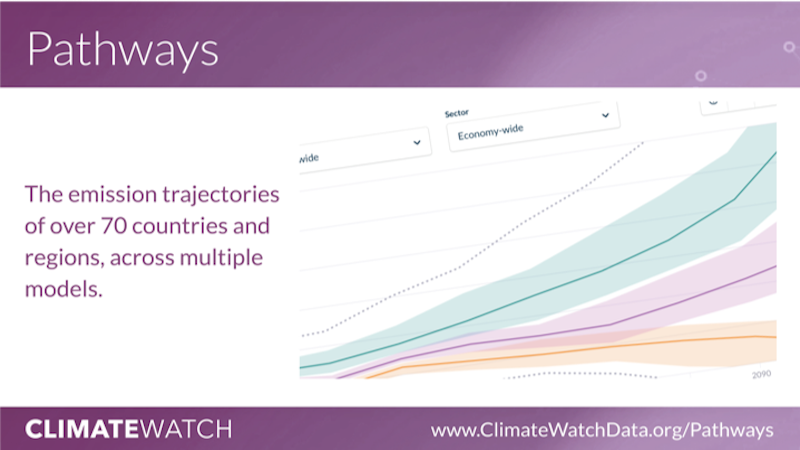 Pathways
Sector
wide
Economy-wide
The emission trajectories
of over 70 countries and
regions, across multiple
models.
2090
CLIMATEWATCH
www.ClimateWatchData.org/Pathways